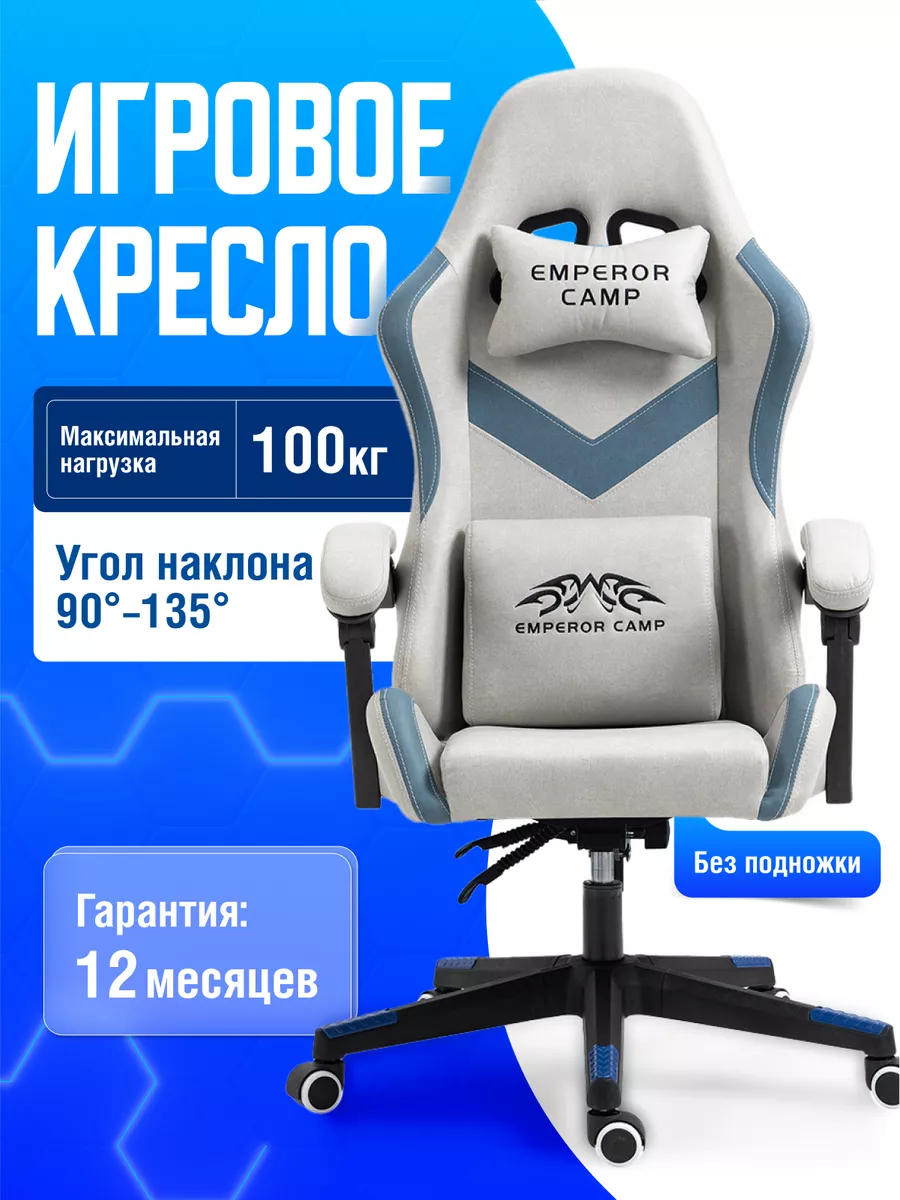 ИГРОВОЕ
КРЕСЛО
Максимальная
нагрузка
100кг
Угол наклона
90°-135°
EMPEROR
CAMP
EMPEROR CAMP
Без подножки
Гарантия:
12 месяцев